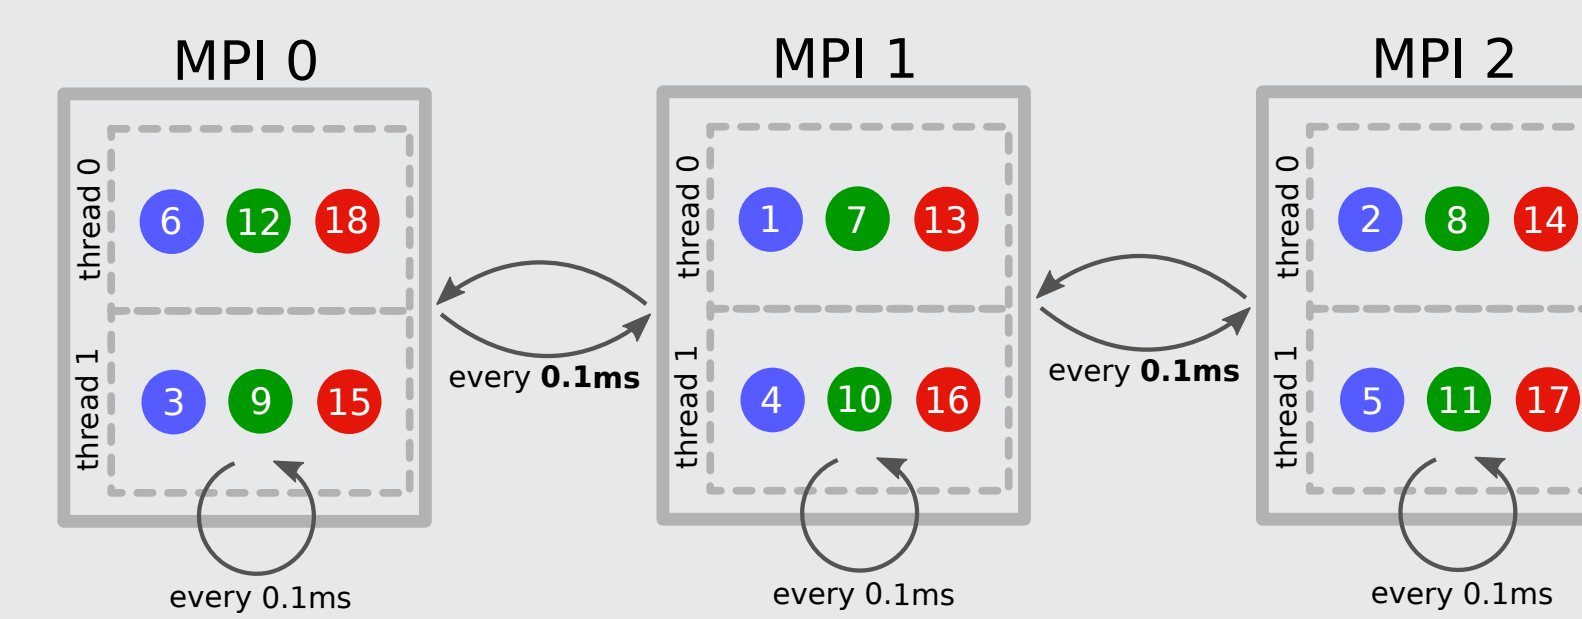 MPI 0
thread 0
6 12 18
thread 1
3 9 15
every 0.1ms
every 0.1ms
MPI 1
thread 0
1 7 13
thread 1
4 10 16
every 0.1ms
every 0.1ms
MPI 2
thread 0
2 8 14
thread 1
5 11 17
every 0.1ms